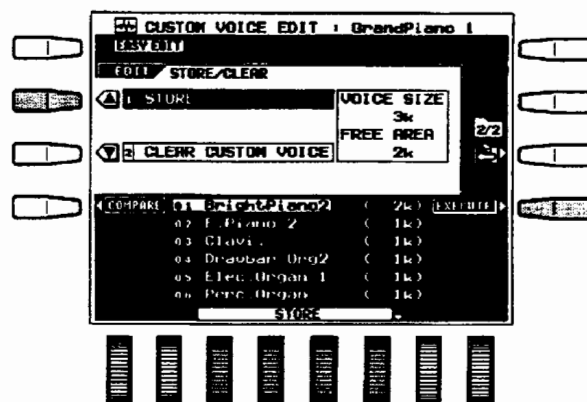 CUSTOM VOICE EDIT : GrandPiano 1
EASY EDIT
EDIT STORE/CLEAR
1 STORE
VOICE SIZE
3k
FREE AREA
2k
2/2
2 CLEAR CUSTOM VOICE
COMPARE 01 BrightPiano2 ( 2k) EXECUTE
02 E.Piano 2 ( 1k)
03 Clavi. ( 1k)
04 Drawbar Org2 ( 1k)
05 Elec.Organ 1 ( 1k)
06 Perc.Organ ( 1k)
STORE